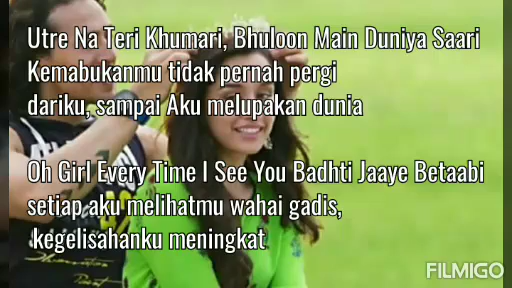 Utre Na Teri Khumari, Bhuloon Main Duniya Saari
Kemabukanmu tidak pernah pergi
dariku, sampai Aku melupakan dunia
Oh Girl Every Time I See You Badhti Jaaye Betaabi
setiap aku melihatmu wahai gadis,
kegelisahanku meningkat
FILMIGO